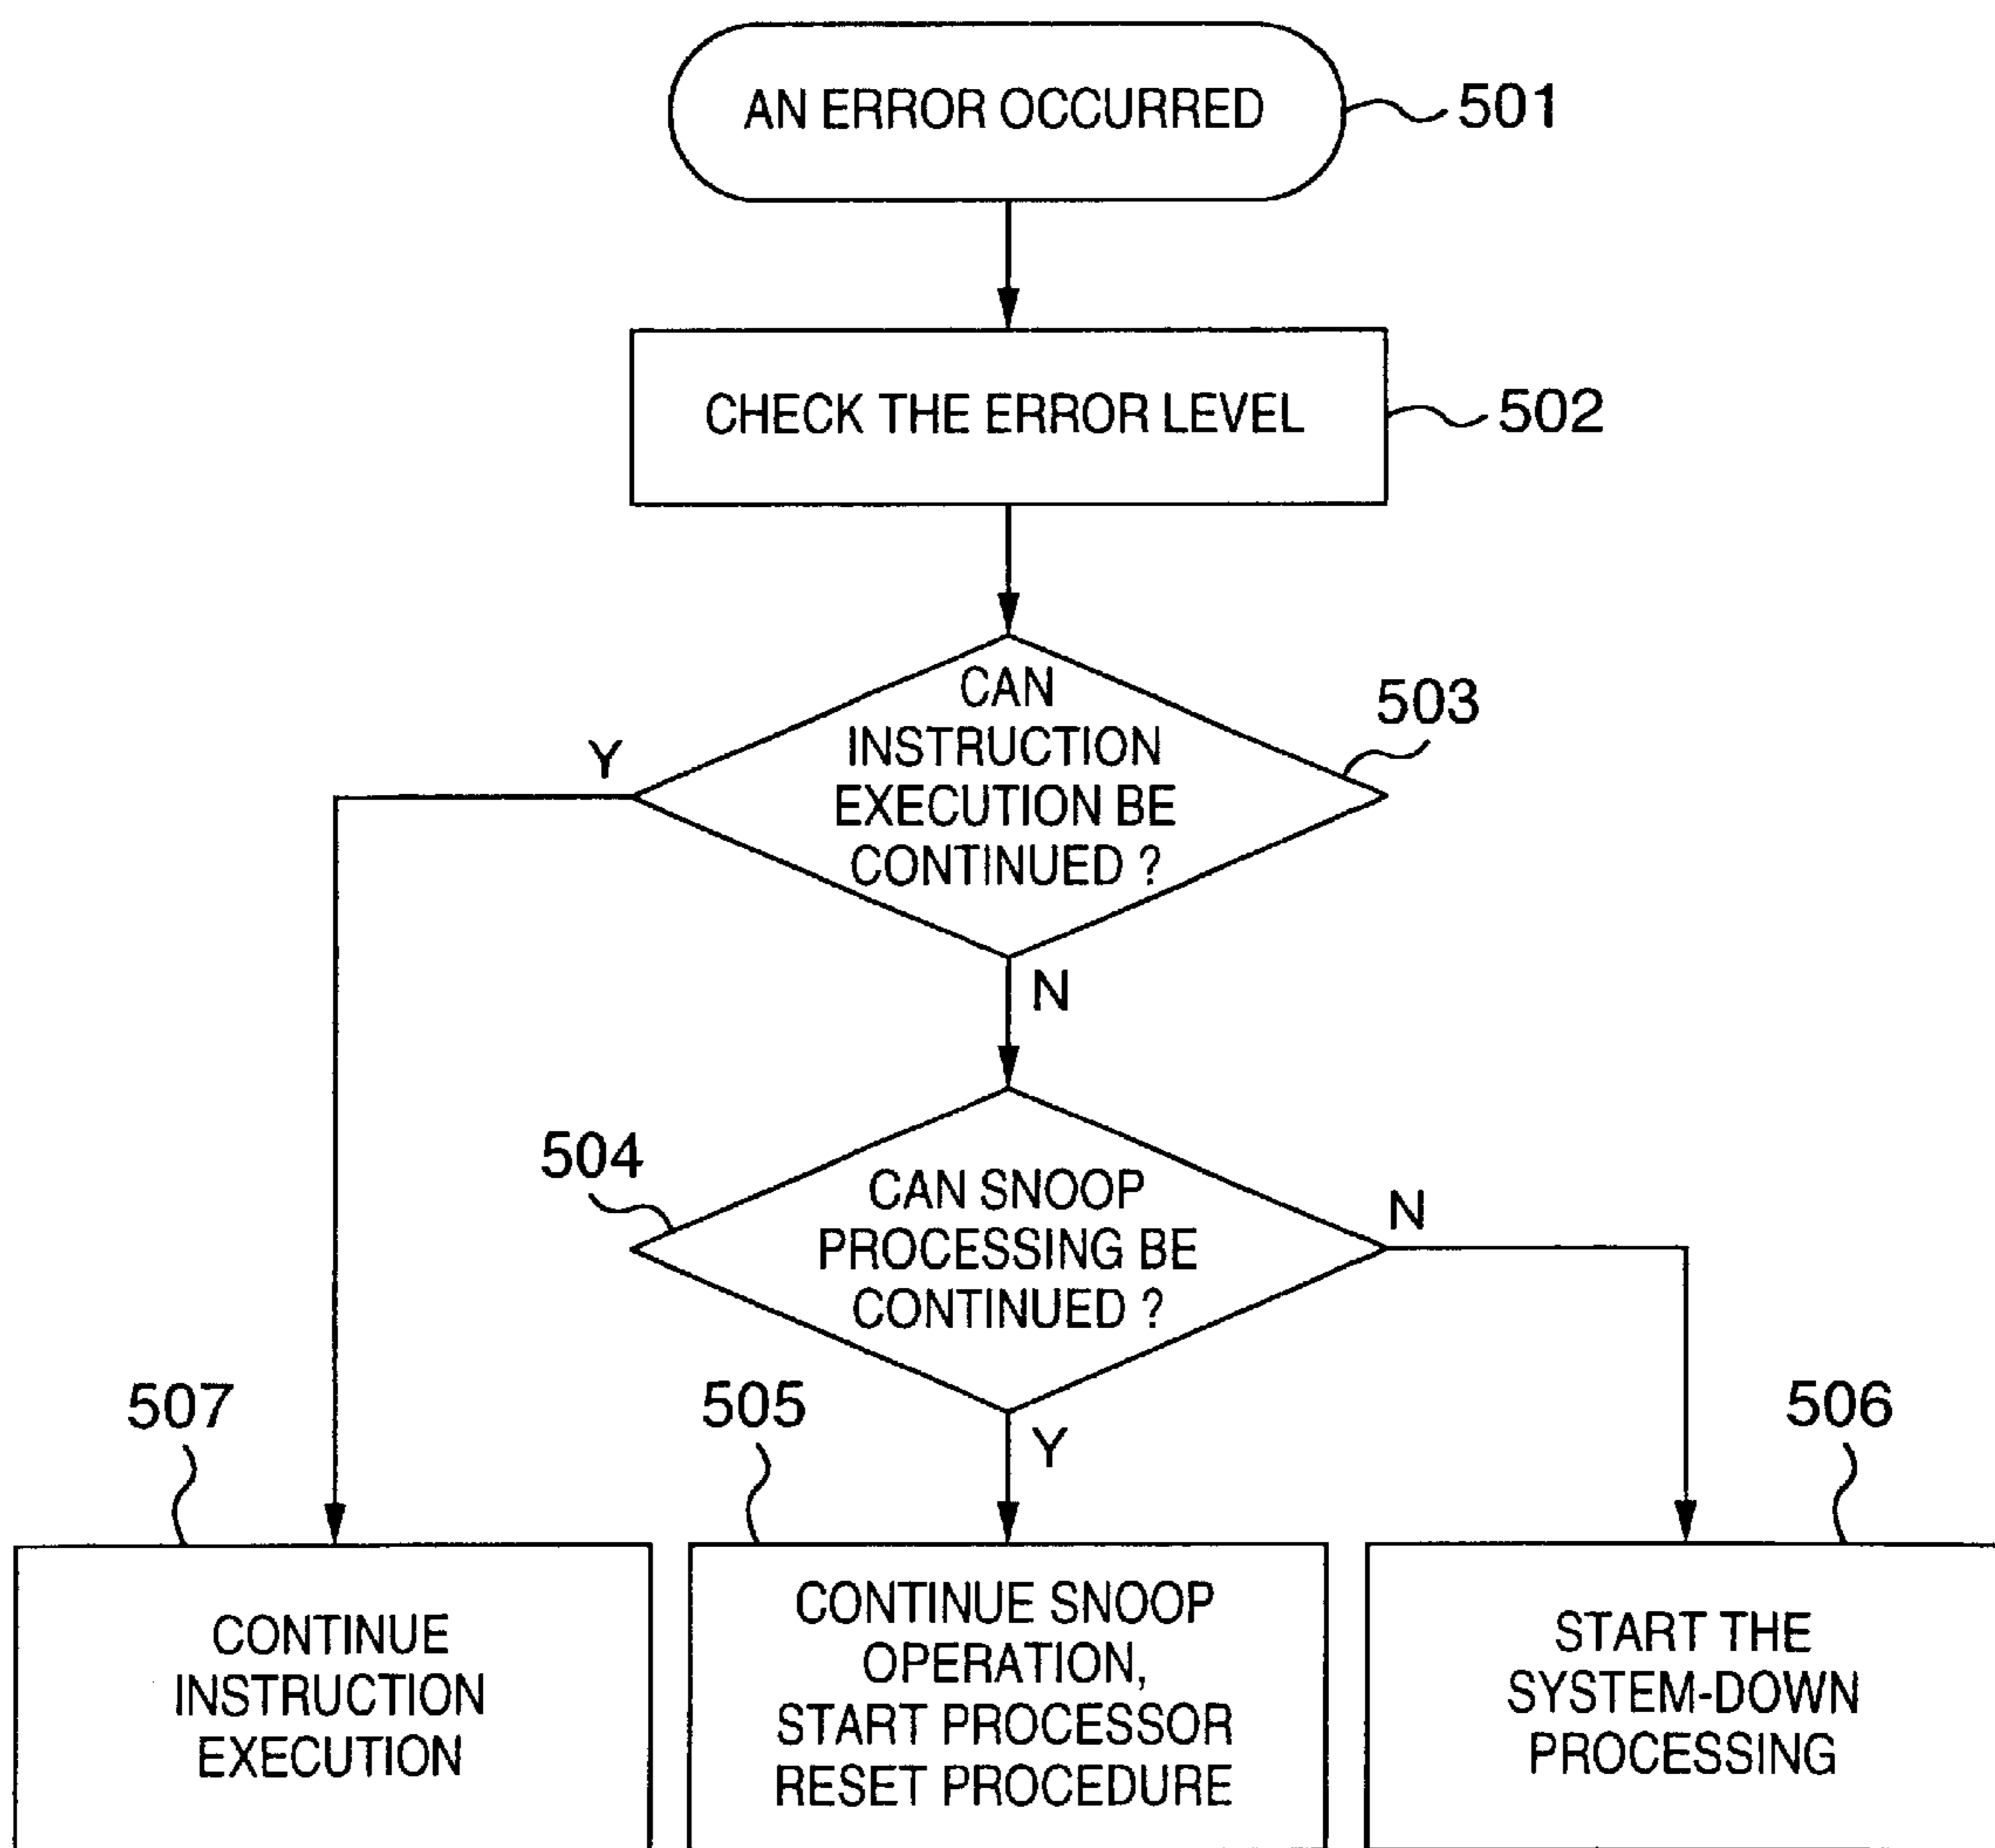 AN ERROR OCCURRED
501
CHECK THE ERROR LEVEL
502
CAN
INSTRUCTION
EXECUTION BE
CONTINUED ?
503
Y
N
504
CAN SNOOP
PROCESSING BE
CONTINUED ?
N
Y
507
505
506
CONTINUE
INSTRUCTION
EXECUTION
CONTINUE SNOOP
OPERATION,
START PROCESSOR
RESET PROCEDURE
START THE
SYSTEM-DOWN
PROCESSING